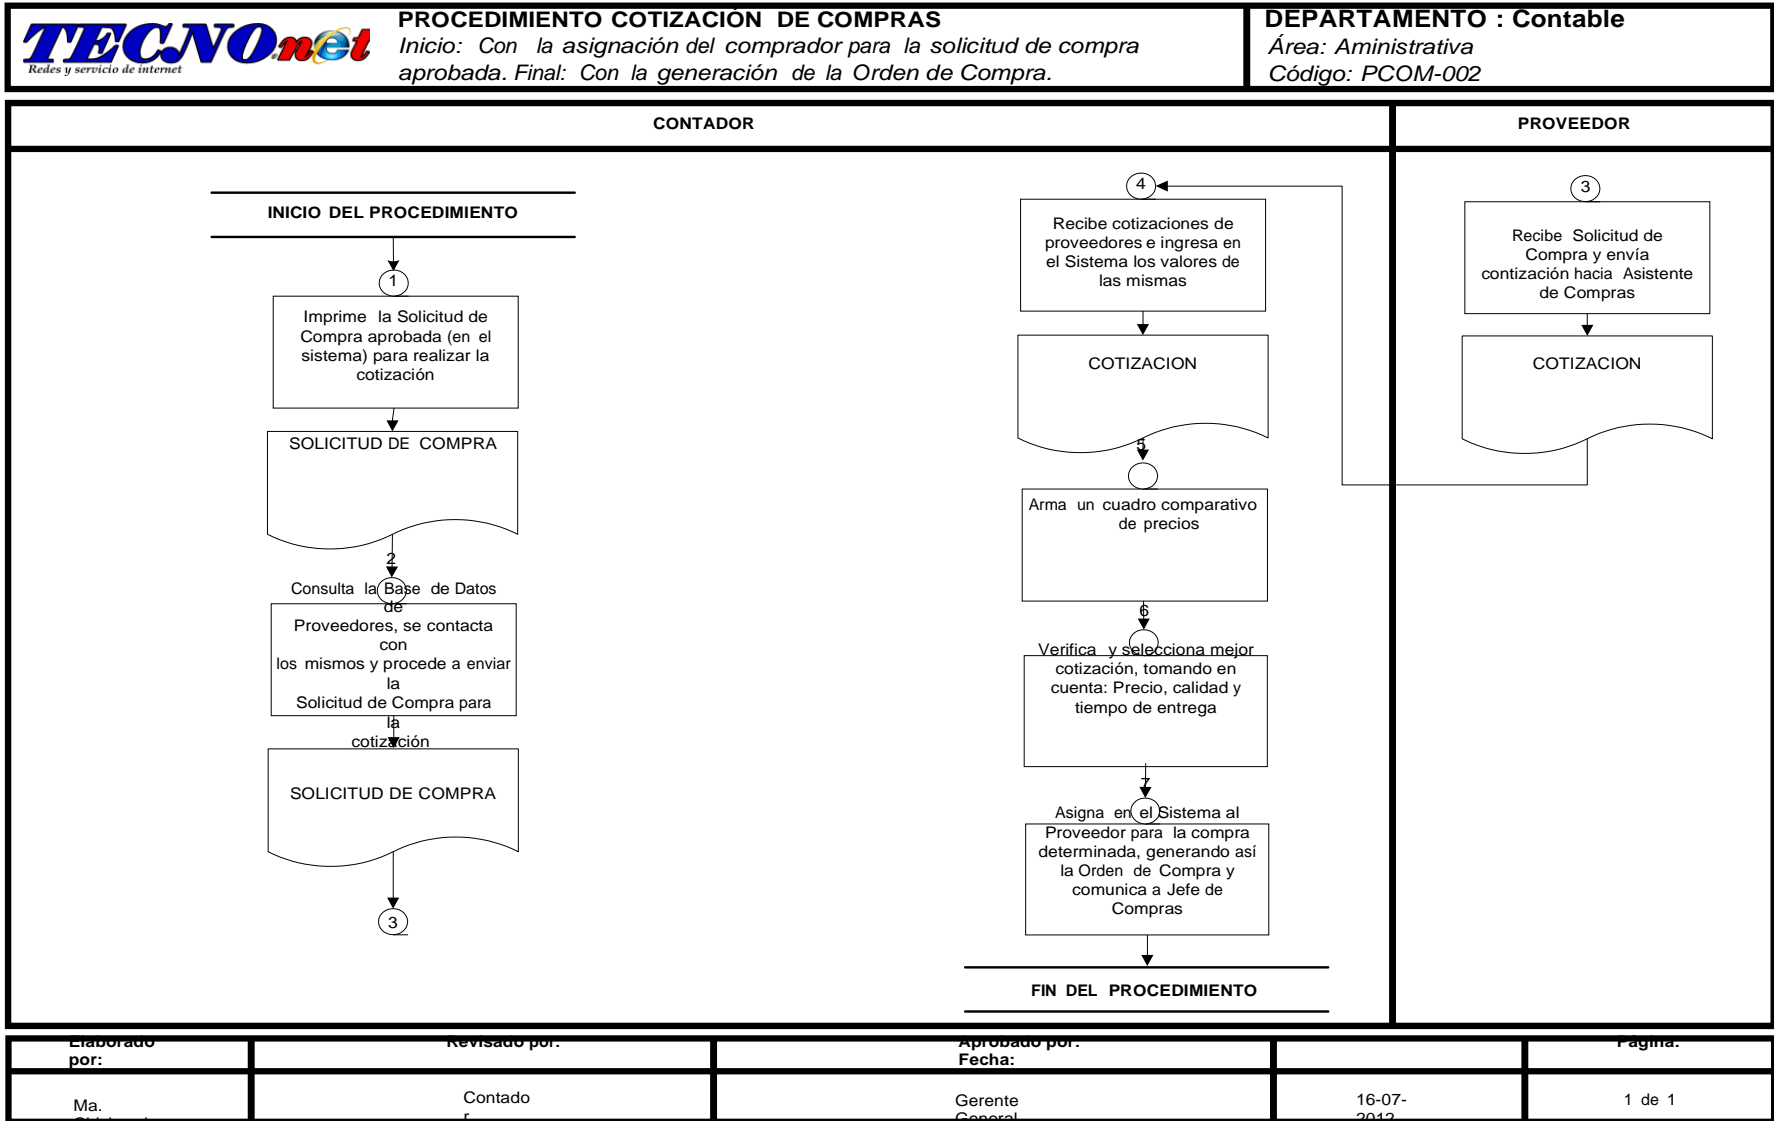 TECNOnet
Redes y servicio de internet
PROCEDIMIENTO COTIZACIÓN DE COMPRAS
Inicio: Con la asignación del comprador para la solicitud de compra
aprobada. Final: Con la generación de la Orden de Compra.
DEPARTAMENTO : Contable
Área: Aministrativa
Código: PCOM-002
CONTADOR
PROVEEDOR
INICIO DEL PROCEDIMIENTO
1
Imprime la Solicitud de
Compra aprobada (en el
sistema) para realizar la
cotización
SOLICITUD DE COMPRA
2
Consulta la Base de Datos
de
Proveedores, se contacta
con
los mismos y procede a enviar
la
Solicitud de Compra para
la
cotización
SOLICITUD DE COMPRA
3
4
Recibe cotizaciones de
proveedores e ingresa en
el Sistema los valores de
las mismas
COTIZACION
5
Arma un cuadro comparativo
de precios
6
Verifica y selecciona mejor
cotización, tomando en
cuenta: Precio, calidad y
tiempo de entrega
7
Asigna en el Sistema al
Proveedor para la compra
determinada, generando así
la Orden de Compra y
comunica a Jefe de
Compras
FIN DEL PROCEDIMIENTO
3
Recibe Solicitud de
Compra y envía
contización hacia Asistente
de Compras
COTIZACION
Elaborado
por:
Revisado por:
Aprobado por:
Fecha:
Página:
Ma.
Contado
r
Gerente
General
16-07-
2012
1 de 1